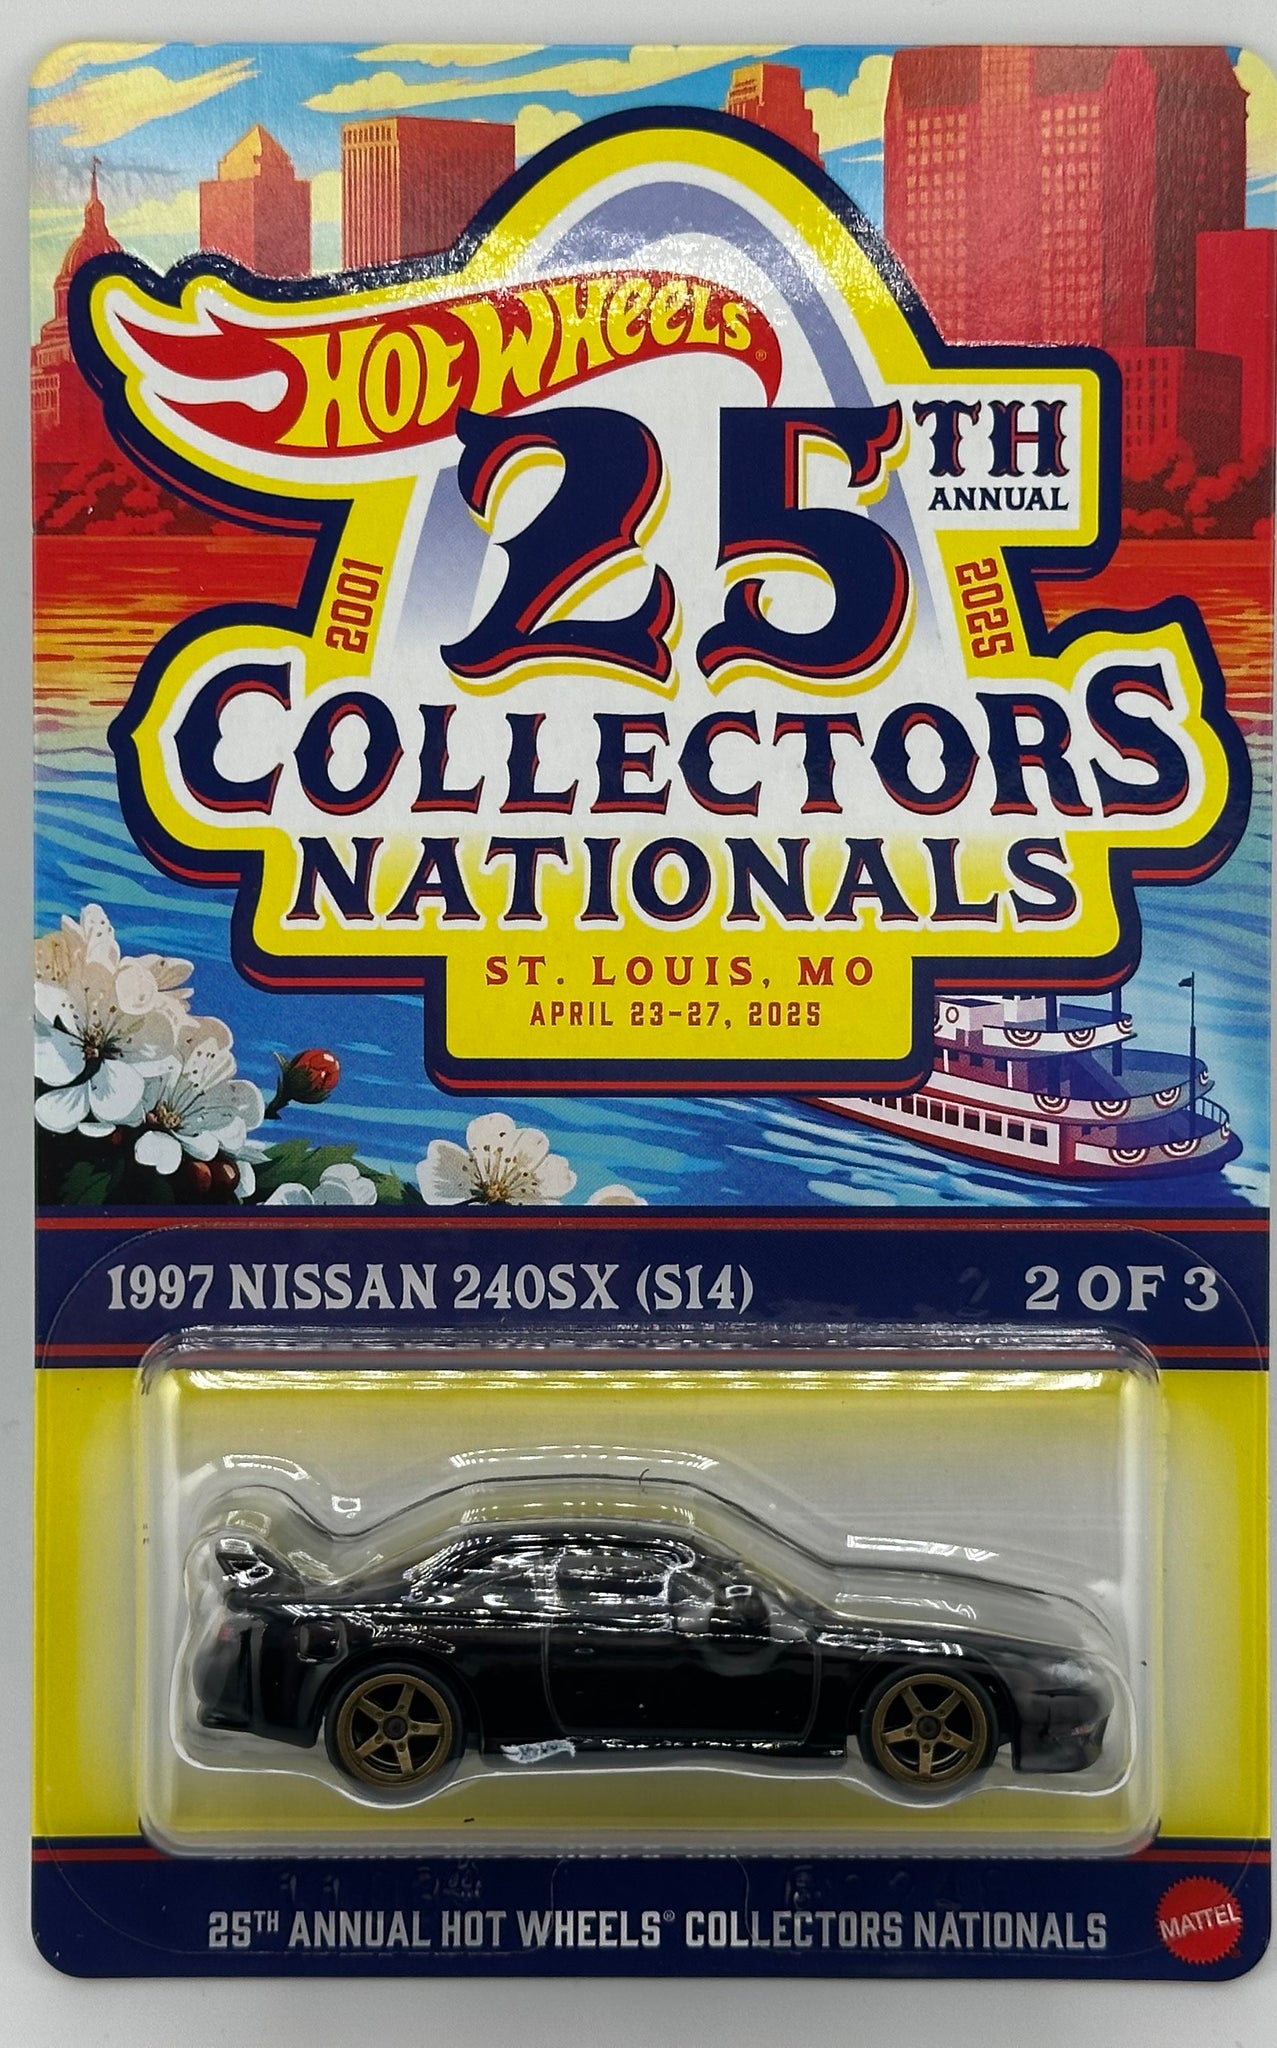 HOT WHEELS®
25TH
ANNUAL
2001
2025
COLLECTORS
NATIONALS
ST. LOUIS, MO
APRIL 23-27, 2025
1997 NISSAN 240SX (S14)
2 OF 3
25TH ANNUAL HOT WHEELS® COLLECTORS NATIONALS
MATTEL